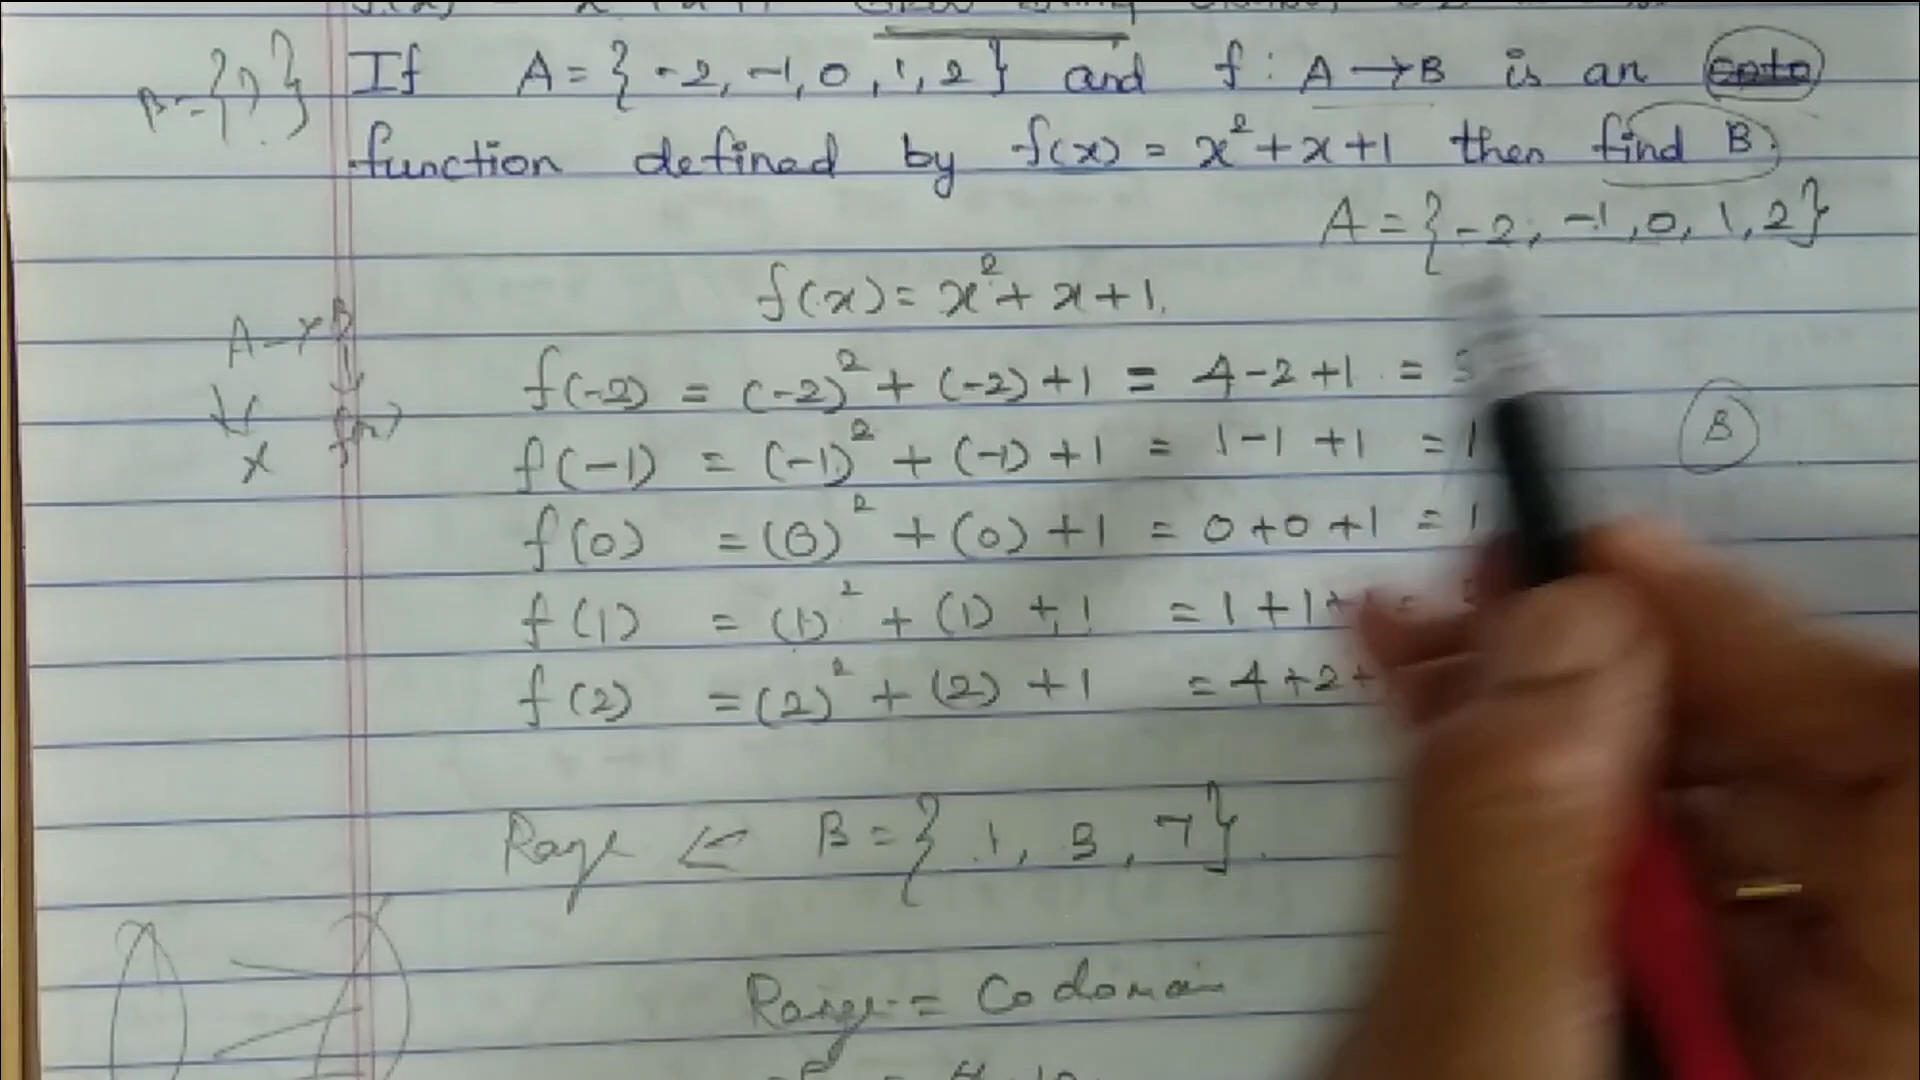 B = {?}
If A = { -2, -1, 0, 1, 2 } and f : A → B is an onto
function defined by f(x) = x² + x + 1 then find B.
A = { -2, -1, 0, 1, 2 }
f(x) = x² + x + 1.
A → B
x f(x)
f(-2) = (-2)² + (-2) + 1 = 4 - 2 + 1 = 3
f(-1) = (-1)² + (-1) + 1 = 1 - 1 + 1 = 1
B
f(0) = (0)² + (0) + 1 = 0 + 0 + 1 = 1
f(1) = (1)² + (1) + 1 = 1 + 1 +
f(2) = (2)² + (2) + 1 = 4 + 2 +
Range ← B = { 1, 3, 7 }.
Range = Codomain